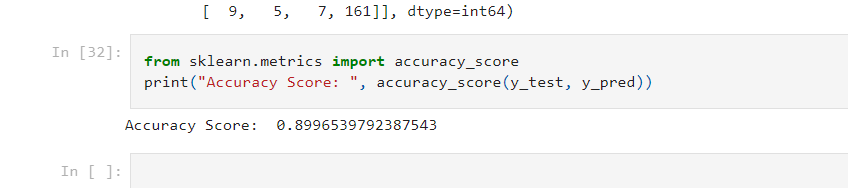 [  9,   5,   7, 161]], dtype=int64)
In [32]:
from sklearn.metrics import accuracy_score
print("Accuracy Score: ", accuracy_score(y_test, y_pred))
Accuracy Score:  0.8996539792387543
In [ ]: